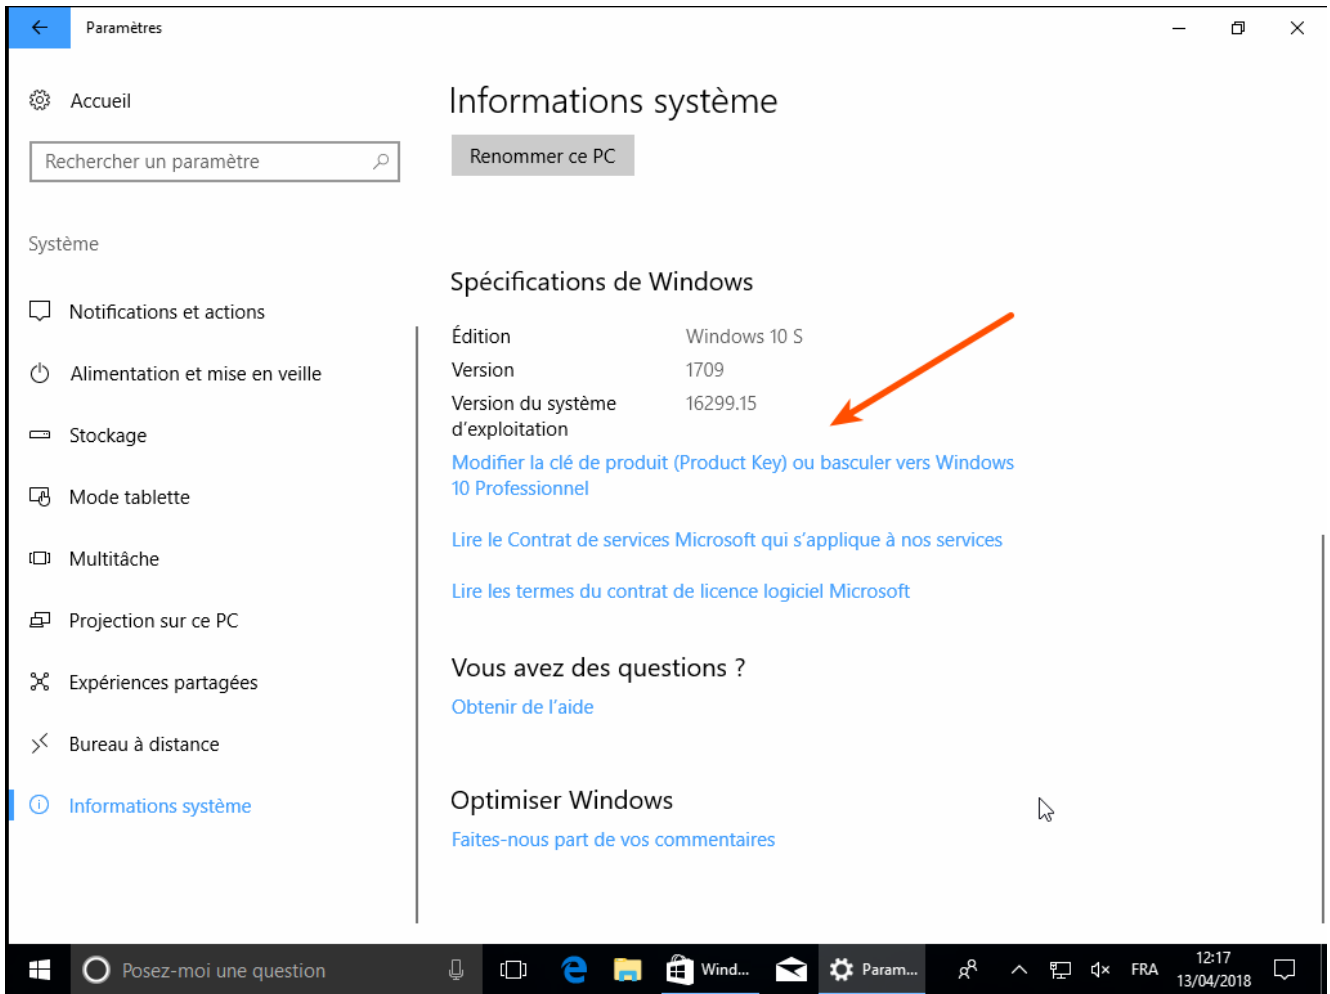 Paramètres
Accueil
Rechercher un paramètre
Système
Notifications et actions
Alimentation et mise en veille
Stockage
Mode tablette
Multitâche
Projection sur ce PC
Expériences partagées
Bureau à distance
Informations système
Informations système
Renommer ce PC
Spécifications de Windows
Édition Windows 10 S
Version 1709
Version du système 16299.15
d'exploitation
Modifier la clé de produit (Product Key) ou basculer vers Windows
10 Professionnel
Lire le Contrat de services Microsoft qui s'applique à nos services
Lire les termes du contrat de licence logiciel Microsoft
Vous avez des questions ?
Obtenir de l'aide
Optimiser Windows
Faites-nous part de vos commentaires
Posez-moi une question
Wind...
Param...
FRA
12:17
13/04/2018